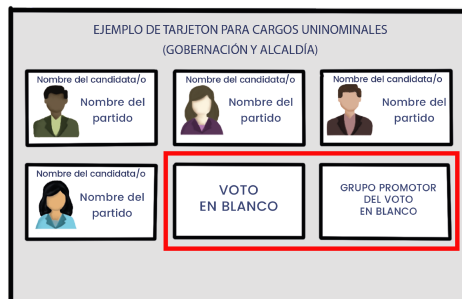 EJEMPLO DE TARJETON PARA CARGOS UNINOMINALES
(GOBERNACIÓN Y ALCALDÍA)
Nombre del candidata/o
Nombre del
partido
Nombre del candidata/o
Nombre del
partido
Nombre del candidata/o
Nombre del
partido
Nombre del candidata/o
Nombre del
partido
VOTO
EN BLANCO
GRUPO PROMOTOR
DEL VOTO
EN BLANCO